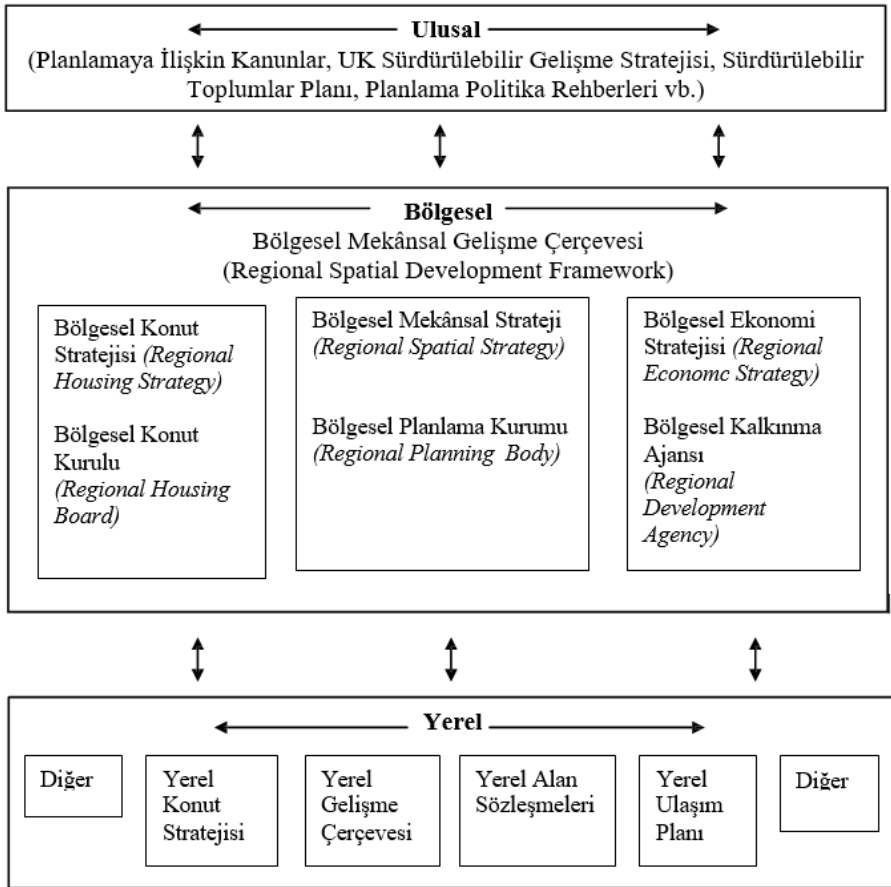 Ulusal
(Planlamaya İlişkin Kanunlar, UK Sürdürülebilir Gelişme Stratejisi, Sürdürülebilir
Toplumlar Planı, Planlama Politika Rehberleri vb.)
Bölgesel
Bölgesel Mekânsal Gelişme Çerçevesi
(Regional Spatial Development Framework)
Bölgesel Konut
Stratejisi (Regional
Housing Strategy)
Bölgesel Konut
Kurulu
(Regional Housing
Board)
Bölgesel Mekânsal Strateji
(Regional Spatial Strategy)
Bölgesel Planlama Kurumu
(Regional Planning Body)
Bölgesel Ekonomi
Stratejisi (Regional
Economc Strategy)
Bölgesel Kalkınma
Ajansı
(Regional
Development
Agency)
Yerel
Diğer
Yerel
Konut
Stratejisi
Yerel
Gelişme
Çerçevesi
Yerel Alan
Sözleşmeleri
Yerel
Ulaşım
Planı
Diğer